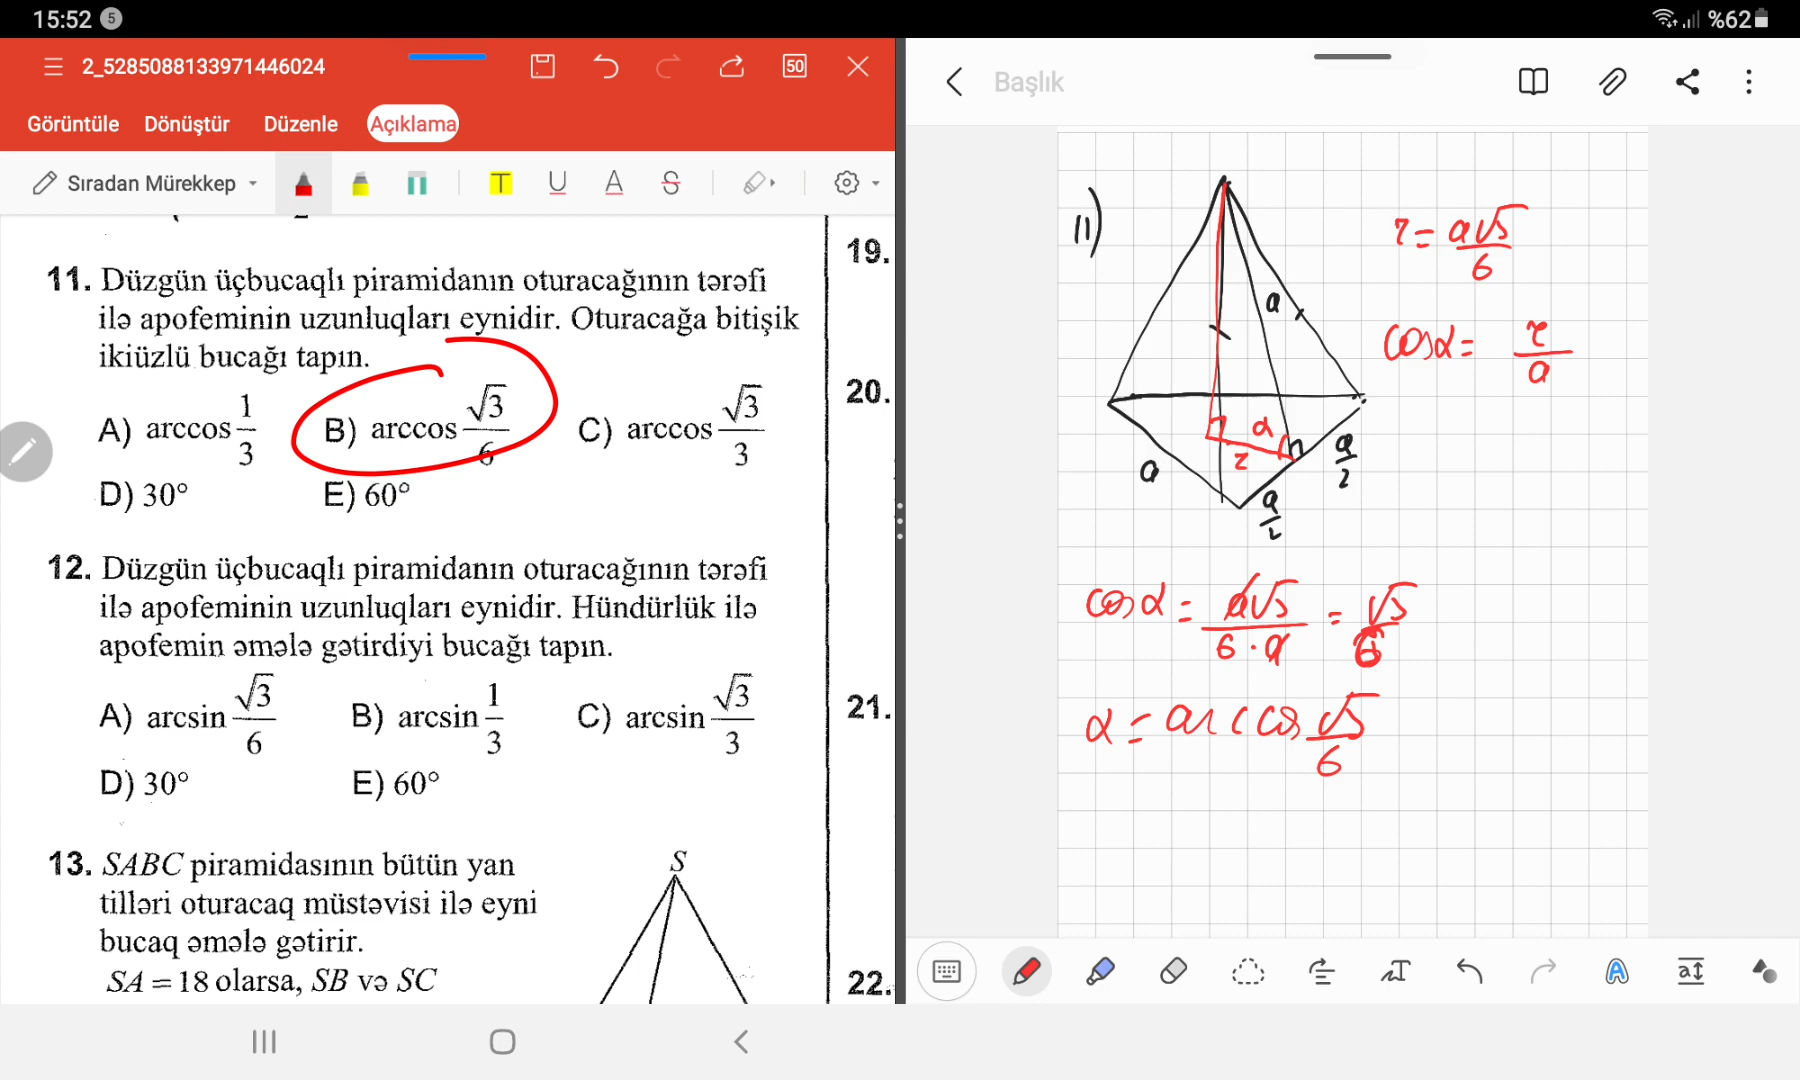 15:52 5
%62
2_5285088133971446024
50
Görüntüle Dönüştür Düzenle Açıklama
Sıradan Mürekkep
T U A S
11. Düzgün üçbucaqlı piramidanın oturacağının tərəfi
ilə apofeminin uzunluqları eynidir. Oturacağa bitişik
ikiüzlü bucağı tapın.
A) arccos 1/3 B) arccos √3/6 C) arccos √3/3
D) 30° E) 60°
12. Düzgün üçbucaqlı piramidanın oturacağının tərəfi
ilə apofeminin uzunluqları eynidir. Hündürlük ilə
apofemin əmələ gətirdiyi bucağı tapın.
A) arcsin √3/6 B) arcsin 1/3 C) arcsin √3/3
D) 30° E) 60°
13. SABC piramidasının bütün yan
tilləri oturacaq müstəvisi ilə eyni
bucaq əmələ gətirir.
SA = 18 olarsa, SB və SC
S
19.
20.
21.
22.
Başlık
11)
r = a√3/6
a
cosα = r/a
α
r
a
a/2
a/2
cosα = a√3/6·a = √3/6
α = arccos √3/6